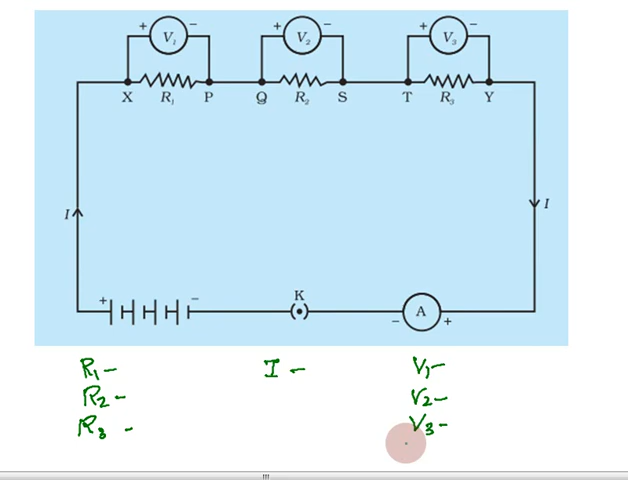 + V₁ − + V₂ − + V₃ −
X R₁ P Q R₂ S T R₃ Y
I I
+ − K − A +
R₁ - I - V₁ -
R₂ - V₂ -
R₃ - V₃ -